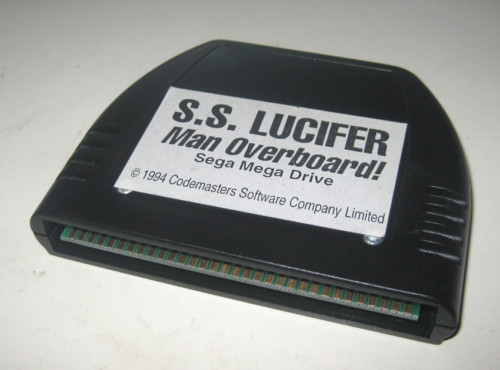 S.S. LUCIFER
Man Overboard!
Sega Mega Drive
© 1994 Codemasters Software Company Limited